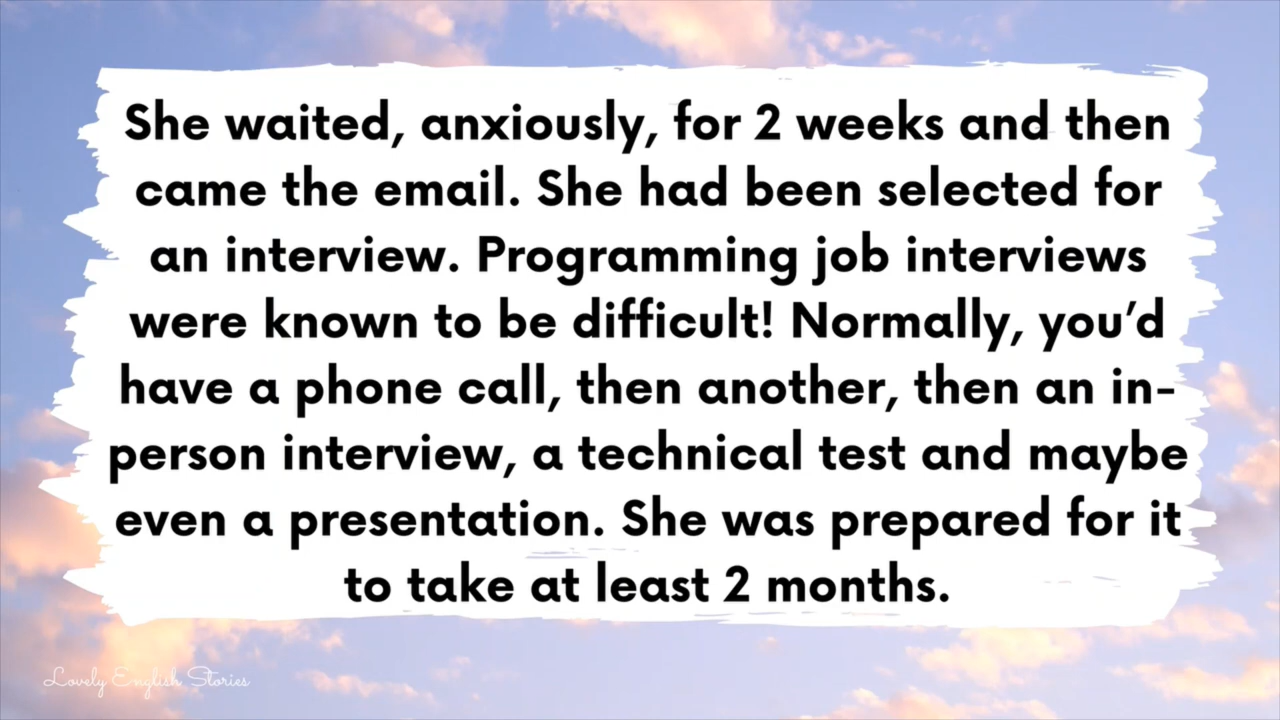 She waited, anxiously, for 2 weeks and then
came the email. She had been selected for
an interview. Programming job interviews
were known to be difficult! Normally, you’d
have a phone call, then another, then an in-
person interview, a technical test and maybe
even a presentation. She was prepared for it
to take at least 2 months.
Lovely English Stories